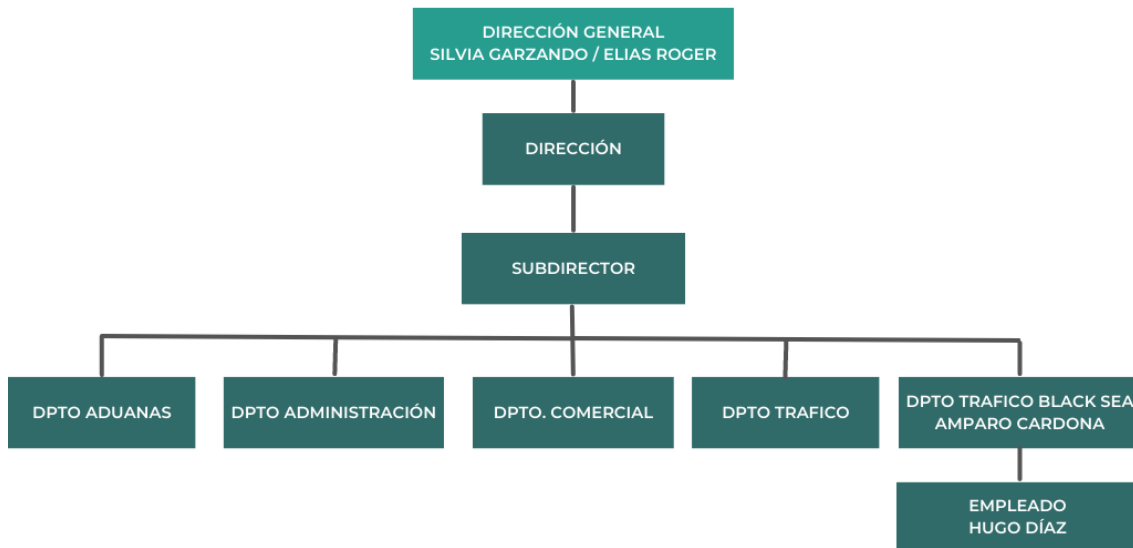 DIRECCIÓN GENERAL
SILVIA GARZANDO / ELIAS ROGER
DIRECCIÓN
SUBDIRECTOR
DPTO ADUANAS
DPTO ADMINISTRACIÓN
DPTO. COMERCIAL
DPTO TRAFICO
DPTO TRAFICO BLACK SEA
AMPARO CARDONA
EMPLEADO
HUGO DÍAZ